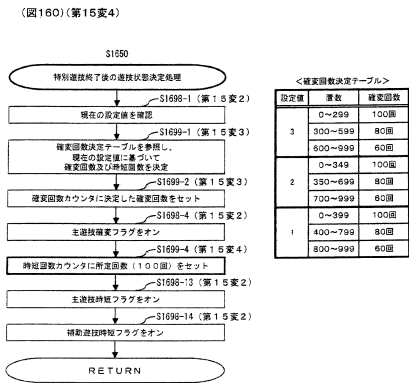 (図160)(第15変4)
S1650
特別遊技終了後の遊技状態決定処理
S1698-1(第15変2)
現在の設定値を確認
S1699-1(第15変3)
確変回数決定テーブルを参照し、
現在の設定値に基づいて
確変回数及び時短回数を決定
S1699-2(第15変3)
確変回数カウンタに決定した確変回数をセット
S1698-4(第15変2)
主遊技確変フラグをオン
S1699-4(第15変4)
時短回数カウンタに所定回数(100回)をセット
S1698-13(第15変2)
主遊技時短フラグをオン
S1698-14(第15変2)
補助遊技時短フラグをオン
RETURN
<確変回数決定テーブル>
設定値 置数 確変回数
3 0~299 100回
300~599 80回
600~999 60回
2 0~349 100回
350~699 80回
700~999 60回
1 0~399 100回
400~799 80回
800~999 60回